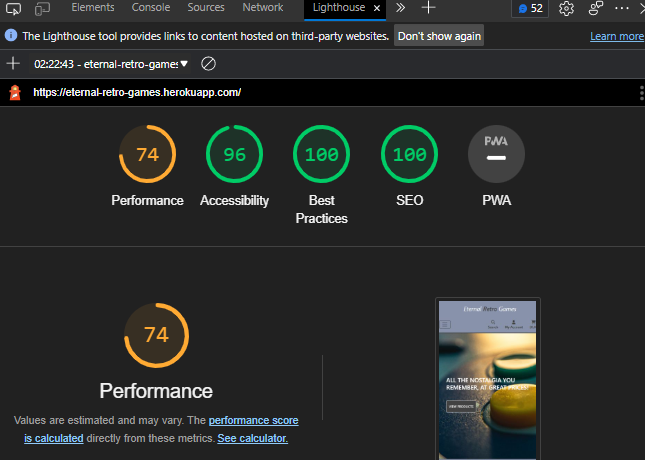 Elements Console Sources Network Lighthouse × » + 52
The Lighthouse tool provides links to content hosted on third-party websites. Don't show again Learn more
+ 02:22:43 - eternal-retro-games ▼
https://eternal-retro-games.herokuapp.com/
74 96 100 100 PWA
Performance Accessibility Best Practices SEO PWA
74
Performance
Values are estimated and may vary. The performance score
is calculated directly from these metrics. See calculator.
Eternal Retro Games
My Account
ALL THE NOSTALGIA YOU
REMEMBER, AT GREAT PRICES!
VIEW PRODUCTS